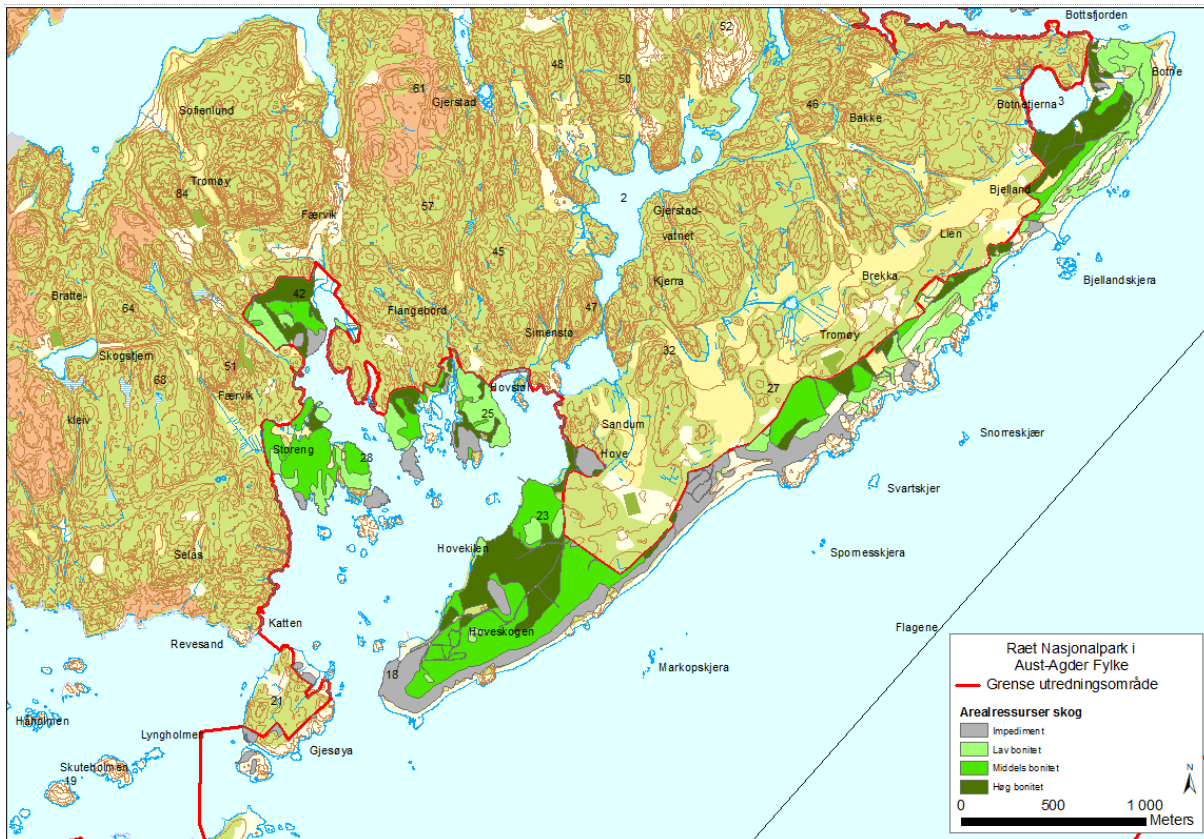 Bottsfjorden
52
Botne
48
50
61
Gjerstad
Botnetjerna 3
46
Sofienlund
Bakke
Bjelland
84
Tromøy
2
57
Færvik
Gjerstad-
vatnet
Lien
45
Brekka
Kjerra
Bjellandskjera
42
Bratte-
64
Flangebord
47
Simenstø
Tromøy
Skogstjern
32
51
68
27
Færvik
Hovstøl
kleiv
25
Sandum
Snorreskjær
Storeng
Hove
28
Svartskjer
23
Hovekilen
Selås
Spornesskjera
Katten
Flagene
Revesand
Hoveskogen
Markopskjera
18
21
Håholmen
Lyngholmen
Gjesøya
Skuteholmen
19
Ræt Nasjonalpark i
Aust-Agder Fylke
Grense utredningsområde
Arealressurser skog
Impediment
Lav bonitet
Middels bonitet
Høg bonitet
N
0 500 1 000
Meters